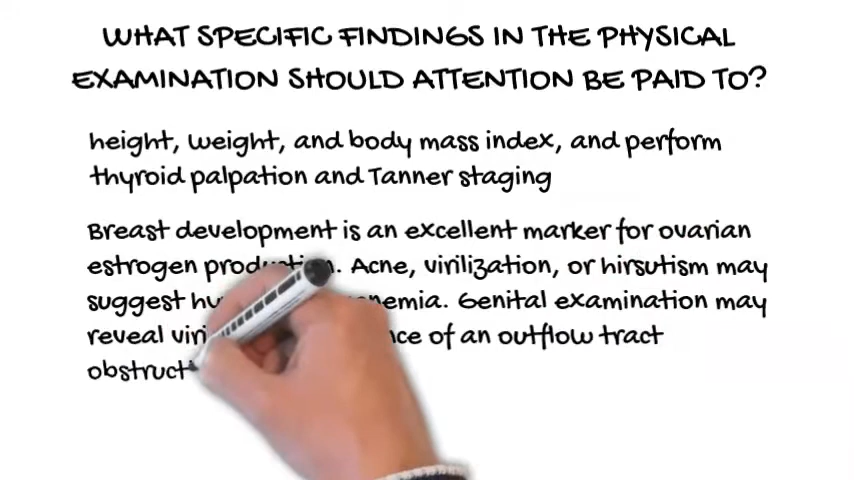 WHAT SPECIFIC FINDINGS IN THE PHYSICAL
EXAMINATION SHOULD ATTENTION BE PAID TO?
height, weight, and body mass index, and perform
thyroid palpation and Tanner staging
Breast development is an excellent marker for ovarian
estrogen production. Acne, virilization, or hirsutism may
suggest of Genital examination may
reveal of an outflow tract